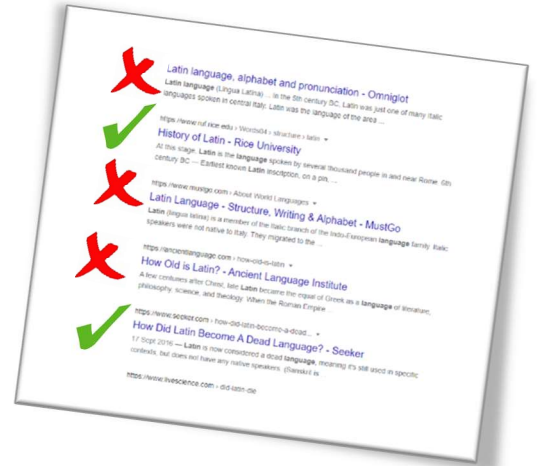 Latin language, alphabet and pronunciation - Omniglot
Latin language (Lingua Latina) ... in the 5th century BC, Latin was just one of many Italic
languages spoken in central Italy. Latin was the language of the area ...
https://www.ruf.rice.edu › Words04 › structure › latin
History of Latin - Rice University
At this stage, Latin is the language spoken by several thousand people in and near Rome. 6th
century BC — Earliest known Latin inscription, on a pin, ...
https://www.mustgo.com › About World Languages
Latin Language - Structure, Writing & Alphabet - MustGo
Latin (lingua latina) is a member of the Italic branch of the Indo-European language family. Italic
speakers were not native to Italy. They migrated to the ...
https://ancientlanguage.com › how-old-is-latin
How Old is Latin? - Ancient Language Institute
A few centuries after Christ, late Latin became the equal of Greek as a language of literature,
philosophy, science, and theology. When the Roman Empire ...
https://www.seeker.com › how-did-latin-become-a-dead...
How Did Latin Become A Dead Language? - Seeker
17 Sept 2016 — Latin is now considered a dead language, meaning it's still used in specific
contexts, but does not have any native speakers. (Sanskrit is
https://www.livescience.com › did-latin-die